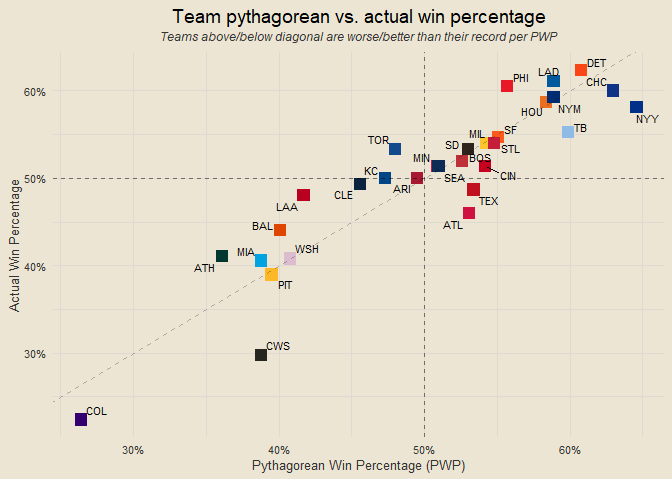 Team pythagorean vs. actual win percentage
Teams above/below diagonal are worse/better than their record per PWP
DET
LAD
PHI
CHC
60%
HOU
NYM
NYY
TB
SF
MIL
TOR
SD
STL
MIN
BOS
KC
SEA
CIN
50%
CLE
ARI
LAA
TEX
ATL
BAL
MIA
WSH
ATH
40%
PIT
CWS
30%
COL
30%
40%
50%
60%
Actual Win Percentage
Pythagorean Win Percentage (PWP)